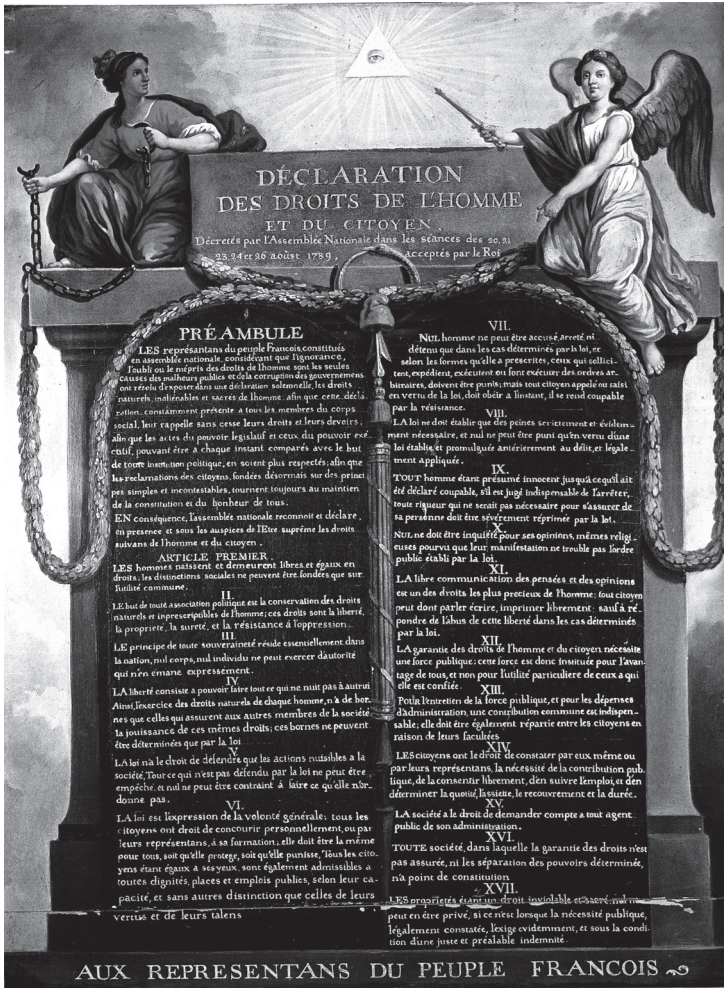 DÉCLARATION
DES DROITS DE L'HOMME
ET DU CITOYEN,
Décretés par l'Assemblée Nationale dans les séances des 20, 21
23, 24 et 26 aoûst 1789, acceptés par le Roi
PRÉAMBULE
LES représantans du peuple François, constitués
en assemblée nationale, considérant que l'ignorance,
l'oubli ou le mépris des droits de l'homme sont les seules
causes des malheurs publics et de la corruption des gouvernemens
ont résolu d'exposer, dans une déclaration solemnelle, les droits
naturels, inaliénables et sacrés de l'homme: afin que cette décla
ration, constamment présente a tous les membres du corps
social, leur rappelle sans cesse leurs droits et leurs devoirs,
afin que les actes du pouvoir legislatif et ceux du pouvoir exé
cutif, pouvant être a chaque instant comparés avec le but
de toute institution politique, en soient plus respectés; afin que
les reclamations des citoyens, fondées désormais sur des princi
pes simples et incontestables, tournent toujours au maintien
de la constitution et du bonheur de tous.
EN conséquence, l'assemblée nationale reconnoit et déclare,
en présence et sous les auspices de l'Etre suprême les droits
suivans de l'homme et du citoyen.
ARTICLE PREMIER.
LES hommes naissent et demeurent libres et égaux en
droits; les distinctions sociales ne peuvent être fondées que sur
l'utilité commune.
II.
LE but de toute association politique est la conservation des droits
naturels et inprescriptibles de l'homme; ces droits sont la liberté,
la propriete, la sureté, et la résistance à l'oppression.
III.
LE principe de toute souveraineté réside essentiellement dans
la nation, nul corps, nul individu ne peut exercer d'autorité
qui n'en émane expressément.
IV.
LA liberté consiste a pouvoir faire tout ce qui ne nuit pas à autrui
Ainsi, l'exercice des droits naturels de chaque homme, n'a de bor-
nes que celles qui assurent aux autres membres de la société
la jouissance de ces mêmes droits; ces bornes ne peuvent
être déterminées que par la loi
V.
LA loi n'a le droit de défendre que les actions nuisibles a la
société. Tout ce qui n'est pas défendu par la loi ne peut être
empêché, et nul ne peut être contraint à faire ce qu'elle n'or-
donne pas.
VI.
LA loi est l'expression de la volonté générale; tous les
citoyens ont droit de concourir personnellement, ou par
leurs représentans, à sa formation; elle doit être la même
pour tous, soit qu'elle protege, soit qu'elle punisse, Tous les cito-
yens étant égaux à ses yeux, sont également admissibles a
toutes dignités, places et emplois publics, selon leur ca-
pacité, et sans autres distinction que celles de leurs
vertus et de leurs talens
VII.
NUL homme ne peut être accusé, arreté, ni
détenu que dans les cas déterminés par la loi, et
selon les formes qu'elle a prescrites, ceux qui sollici-
tent, expédient, exécutent ou font exécuter des ordres ar-
bitraires, doivent être punis; mais tout citoyen appelé ou saisi
en vertu de la loi, doit obéir a l'instant, il se rend coupable
par la résistance.
VIII.
LA loi ne doit établir que des peines strictement et évidem-
ment nécessaire, et nul ne peut être puni qu'en vertu d'une
loi établie et promulguée antérieurement au délit, et légale-
ment appliquée.
IX.
TOUT homme étant présumé innocent jusqu'a ce qu'il ait
été déclaré coupable, s'il est jugé indispensable de l'arrêter,
toute rigueur qui ne serait pas nécessaire pour s'assurer de
sa personne doit être sévèrement réprimée par la loi.
X.
NUL ne doit être inquiété pour ses opinions, mêmes religi-
euses pourvu que leur manifestation ne trouble pas l'ordre
public établi par la loi.
XI.
LA libre communication des pensées et des opinions
est un des droits les plus precieux de l'homme; tout citoyen
peut dont parler écrire, imprimer librement: sauf à ré-
pondre de l'abus de cette liberté dans les cas déterminés
par la loi.
XII.
LA garantie des droits de l'homme et du citoyen nécessite
une force publique; cette force est donc instituée pour l'avan-
tage de tous, et non pour l'utilité particuliere de ceux a qui
elle est confiée.
XIII.
POUR l'entretien de la force publique, et pour les dépenses
d'administration, une contribution commune est indispen-
sable; elle doit être également répartie entre les citoyens en
raison de leurs facultées
XIV.
LES citoyens ont le droit de constater par eux même ou
par leurs représentans, la nécessité de la contribution pub-
lique, de la consentir librement, d'en suivre l'emploi, et d'en
déterminer la quotité, l'assiette, le recouvrement et la durée.
XV.
LA société a le droit de demander compte a tout agent
public de son administration.
XVI.
TOUTE société, dans laquelle la garantie des droits n'est
pas assurée, ni les séparation des pouvoirs déterminée,
n'a point de constitution
XVII.
LES proprietés étant un droit inviolable et sacré, nul ne
peut en être privé, si ce n'est lorsque la nécessité publique,
légalement constatée, l'exige evidemment, et sous la condi-
tion d'une juste et préalable indemnité.
AUX REPRESENTANS DU PEUPLE FRANCOIS